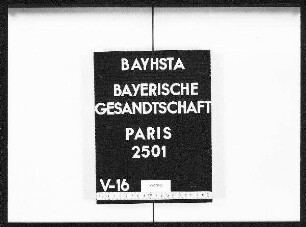 BAYHSTA
BAYERISCHE
GESANDTSCHAFT
PARIS
2501
V-16